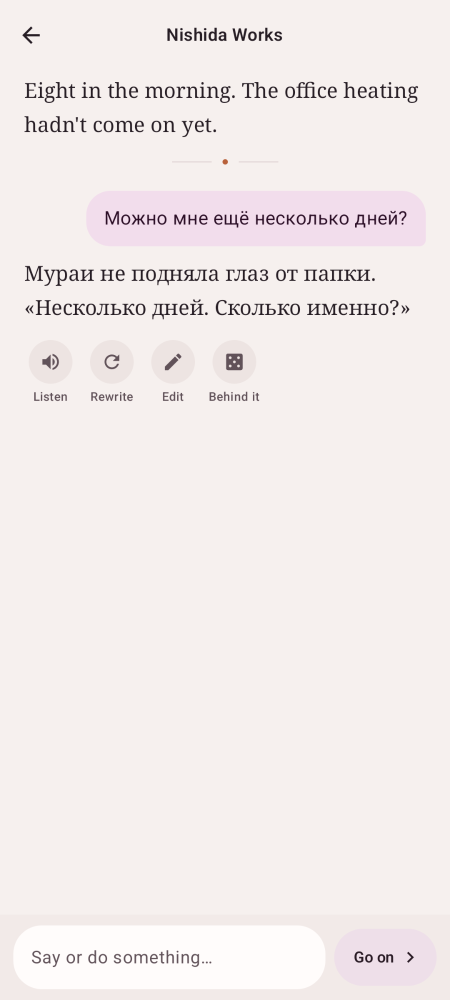 Nishida Works
Eight in the morning. The office heating
hadn't come on yet.
Можно мне ещё несколько дней?
Мураи не подняла глаз от папки.
«Несколько дней. Сколько именно?»
Listen
Rewrite
Edit
Behind it
Say or do something…
Go on